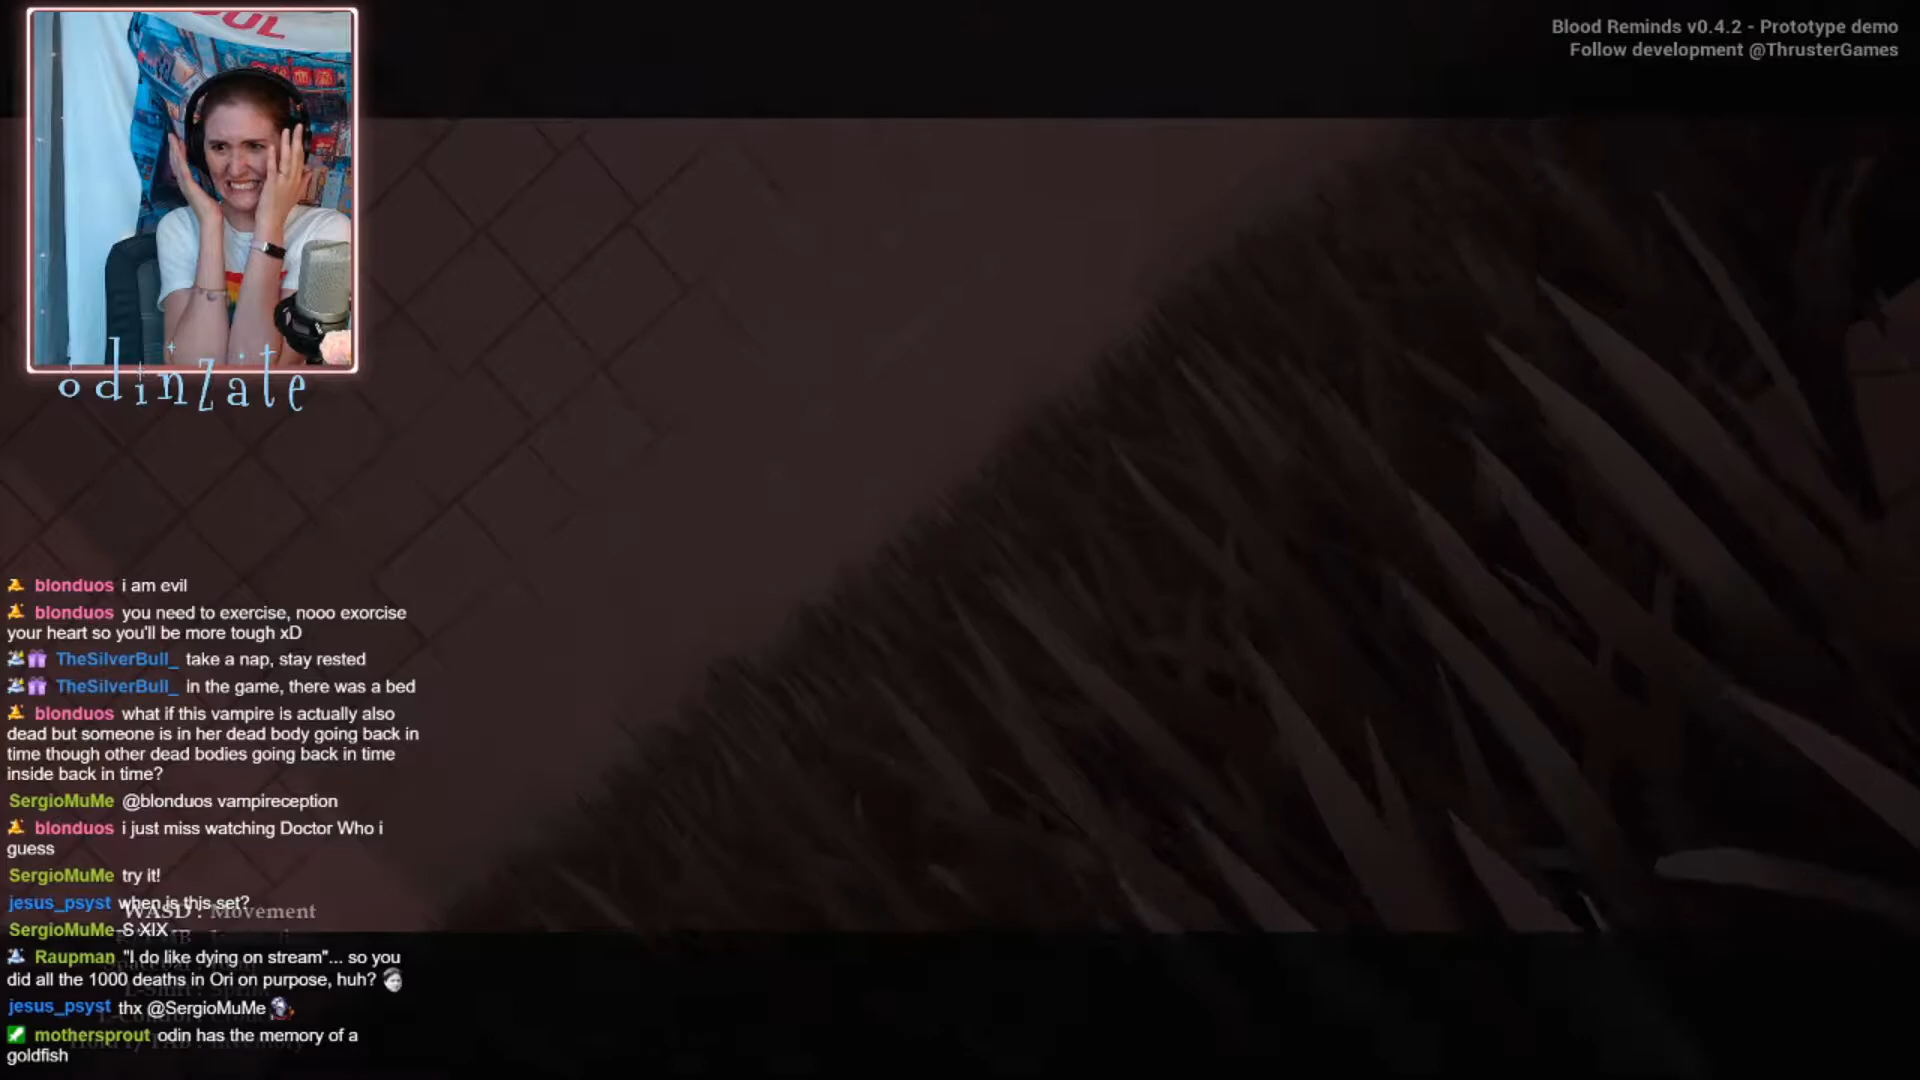 Blood Reminds v0.4.2 - Prototype demo
Follow development @ThrusterGames
odinzate
blonduos i am evil
blonduos you need to exercise, nooo exorcise
your heart so you'll be more tough xD
TheSilverBull_ take a nap, stay rested
TheSilverBull_ in the game, there was a bed
blonduos what if this vampire is actually also
dead but someone is in her dead body going back in
time though other dead bodies going back in time
inside back in time?
SergioMuMe @blonduos vampireception
blonduos i just miss watching Doctor Who i
guess
SergioMuMe try it!
jesus_psyst when is this set?
WASD : Movement
SergioMuMe S XIX
Raupman "I do like dying on stream"... so you
did all the 1000 deaths in Ori on purpose, huh?
jesus_psyst thx @SergioMuMe
mothersprout odin has the memory of a
goldfish